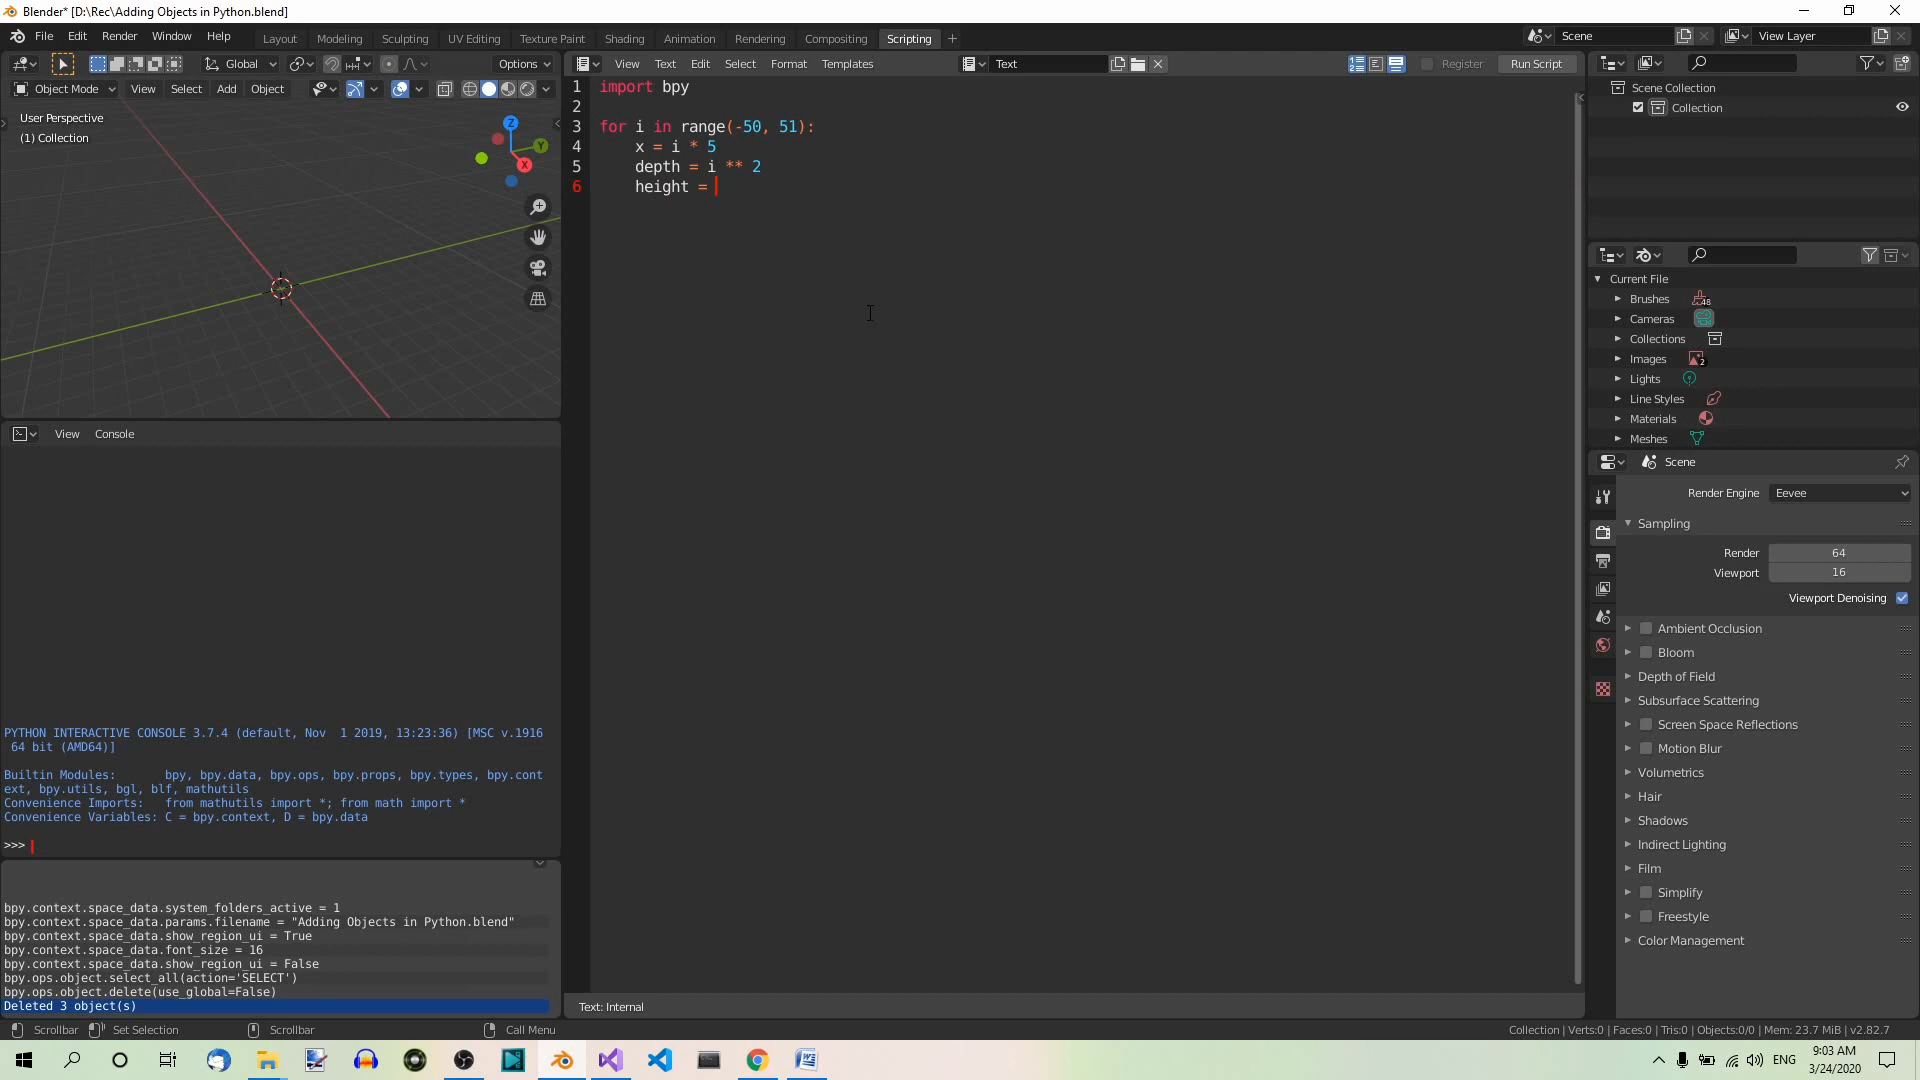 Blender* [D:\Rec\Adding Objects in Python.blend]
File Edit Render Window Help
Layout Modeling Sculpting UV Editing Texture Paint Shading Animation Rendering Compositing Scripting
Scene
View Layer
Global
Options
View Text Edit Select Format Templates
Text
Register
Run Script
Object Mode View Select Add Object
User Perspective
(1) Collection
Z
Y
X
1 import bpy
2
3 for i in range(-50, 51):
4 x = i * 5
5 depth = i ** 2
6 height =
Scene Collection
Collection
Current File
Brushes 48
Cameras
Collections
Images 2
Lights
Line Styles
Materials
Meshes
Scene
Render Engine Eevee
Sampling
Render 64
Viewport 16
Viewport Denoising
Ambient Occlusion
Bloom
Depth of Field
Subsurface Scattering
Screen Space Reflections
Motion Blur
Volumetrics
Hair
Shadows
Indirect Lighting
Film
Simplify
Freestyle
Color Management
View Console
PYTHON INTERACTIVE CONSOLE 3.7.4 (default, Nov  1 2019, 13:23:36) [MSC v.1916
64 bit (AMD64)]
Builtin Modules: bpy, bpy.data, bpy.ops, bpy.props, bpy.types, bpy.cont
ext, bpy.utils, bgl, blf, mathutils
Convenience Imports: from mathutils import *; from math import *
Convenience Variables: C = bpy.context, D = bpy.data
>>>
bpy.context.space_data.system_folders_active = 1
bpy.context.space_data.params.filename = "Adding Objects in Python.blend"
bpy.context.space_data.show_region_ui = True
bpy.context.space_data.font_size = 16
bpy.context.space_data.show_region_ui = False
bpy.ops.object.select_all(action='SELECT')
bpy.ops.object.delete(use_global=False)
Deleted 3 object(s)
Text: Internal
Scrollbar Set Selection Scrollbar Call Menu
Collection | Verts:0 | Faces:0 | Tris:0 | Objects:0/0 | Mem: 23.7 MiB | v2.82.7
ENG
9:03 AM
3/24/2020